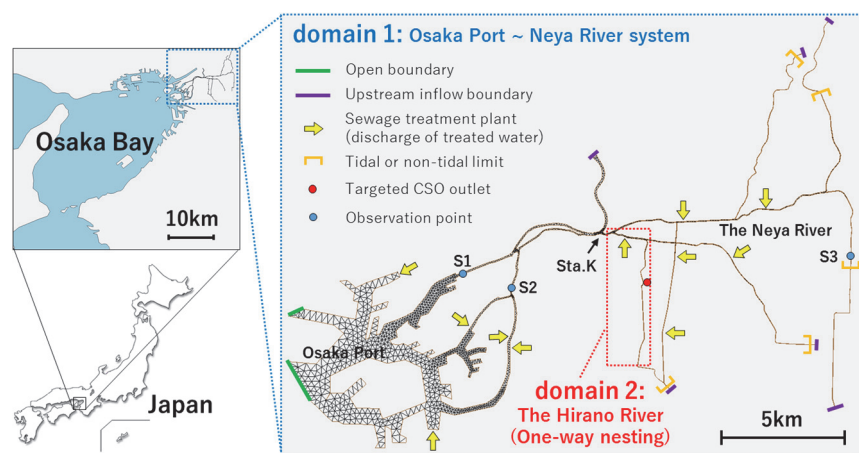 domain 1: Osaka Port ~ Neya River system
Open boundary
Upstream inflow boundary
Sewage treatment plant
(discharge of treated water)
Tidal or non-tidal limit
Targeted CSO outlet
Observation point
Osaka Bay
10km
Japan
The Neya River
Sta.K
S1
S2
S3
Osaka Port
domain 2:
The Hirano River
(One-way nesting)
5km